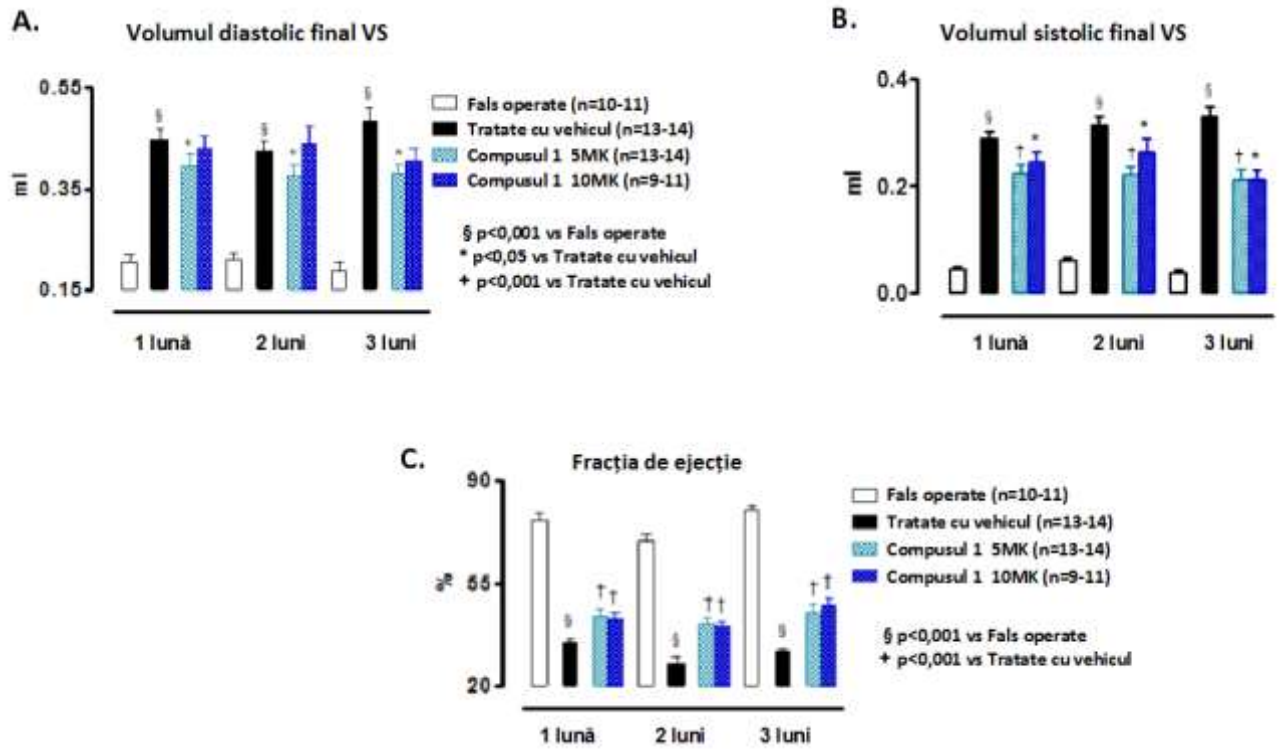 A.
Volumul diastolic final VS
0.55
0.35
0.15
ml
§
§
§
*
*
*
1 lună
2 luni
3 luni
Fals operate (n=10-11)
Tratate cu vehicul (n=13-14)
Compusul 1 5MK (n=13-14)
Compusul 1 10MK (n=9-11)
§ p<0,001 vs Fals operate
* p<0,05 vs Tratate cu vehicul
+ p<0,001 vs Tratate cu vehicul
B.
Volumul sistolic final VS
0.4
0.2
0.0
ml
§
§
§
† *
† *
† *
1 lună
2 luni
3 luni
C.
Fracția de ejecție
90
55
20
%
§
§
§
† †
† †
† †
1 lună
2 luni
3 luni
Fals operate (n=10-11)
Tratate cu vehicul (n=13-14)
Compusul 1 5MK (n=13-14)
Compusul 1 10MK (n=9-11)
§ p<0,001 vs Fals operate
+ p<0,001 vs Tratate cu vehicul